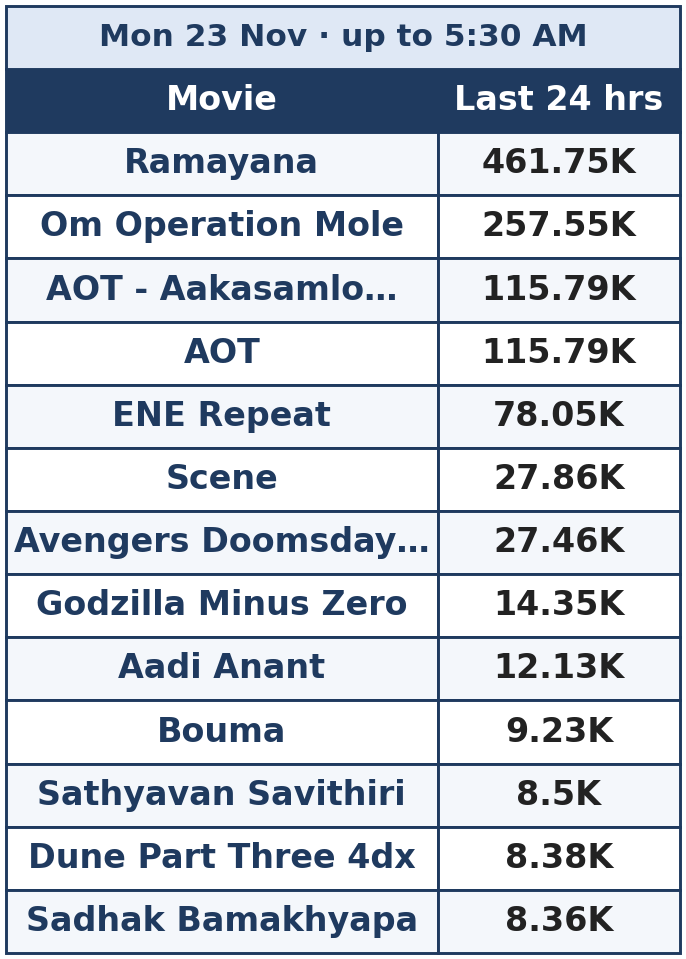 Mon 23 Nov · up to 5:30 AM
Movie Last 24 hrs
Ramayana 461.75K
Om Operation Mole 257.55K
AOT - Aakasamlo... 115.79K
AOT 115.79K
ENE Repeat 78.05K
Scene 27.86K
Avengers Doomsday... 27.46K
Godzilla Minus Zero 14.35K
Aadi Anant 12.13K
Bouma 9.23K
Sathyavan Savithiri 8.5K
Dune Part Three 4dx 8.38K
Sadhak Bamakhyapa 8.36K